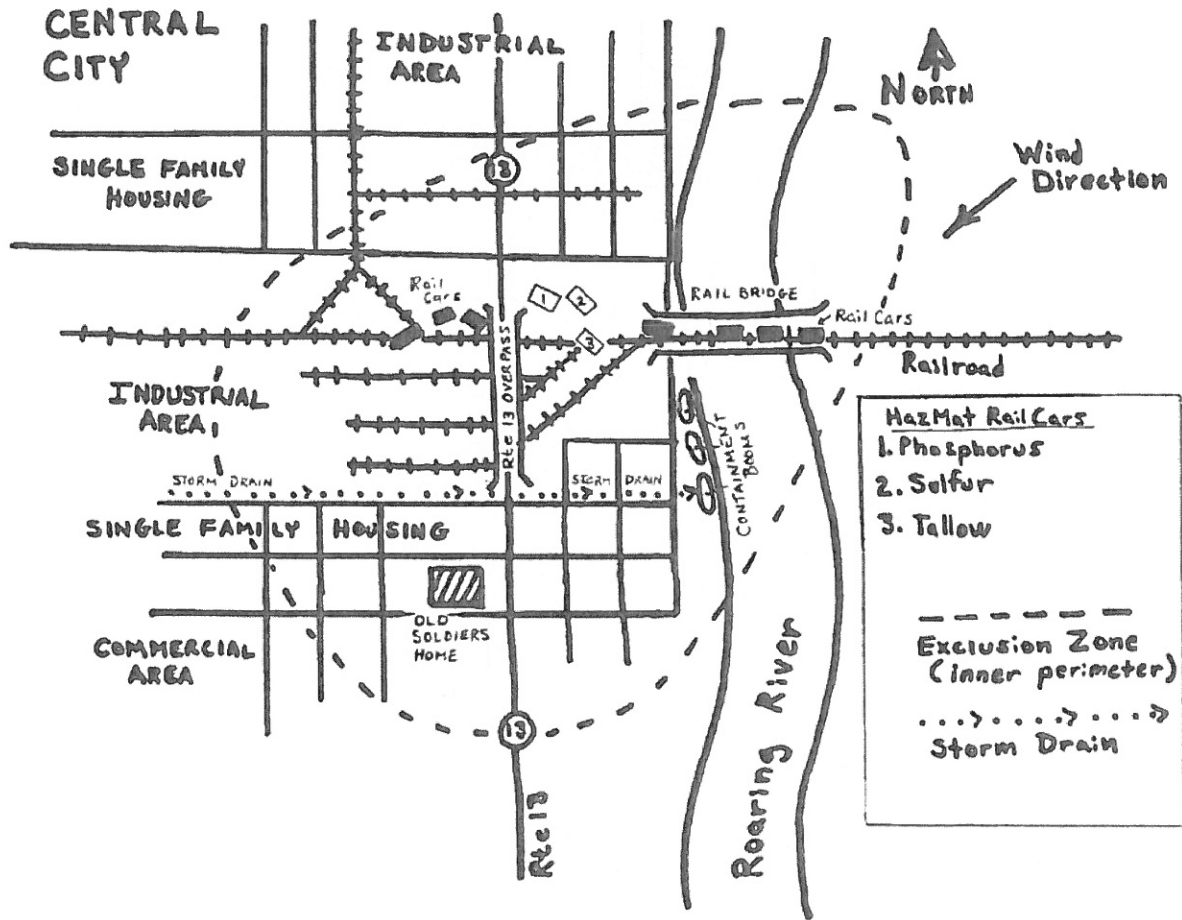 CENTRAL
CITY
INDUSTRIAL
AREA
NORTH
Wind
Direction
SINGLE FAMILY
HOUSING
13
Rail
Cars
1
2
3
RAIL BRIDGE
Rail Cars
Railroad
Rte 13 OVERPASS
INDUSTRIAL
AREA
CONTAINMENT
BOOMS
HazMat Rail Cars
1. Phosphorus
2. Sulfur
3. Tallow
STORM DRAIN
STORM DRAIN
SINGLE FAMILY HOUSING
OLD
SOLDIERS
HOME
COMMERCIAL
AREA
Exclusion Zone
(inner perimeter)
Storm Drain
13
Rte 13
Roaring River